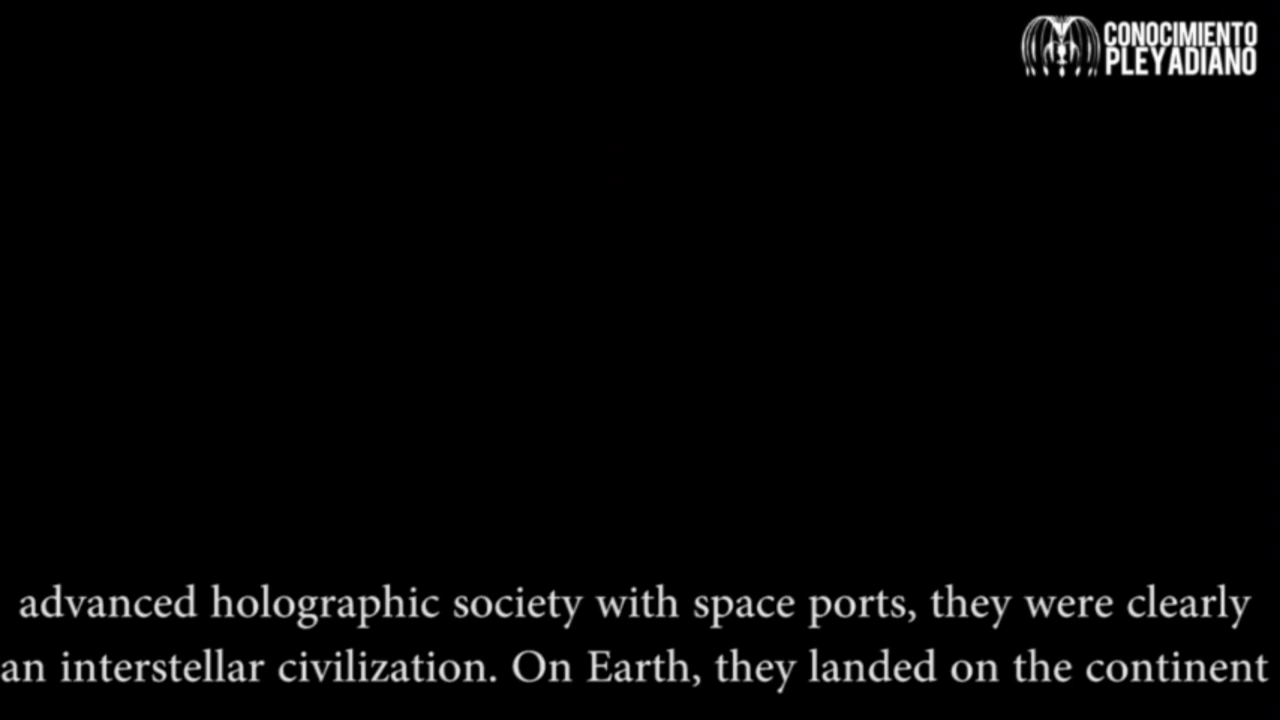 CONOCIMIENTO
PLEYADIANO
advanced holographic society with space ports, they were clearly
an interstellar civilization. On Earth, they landed on the continent